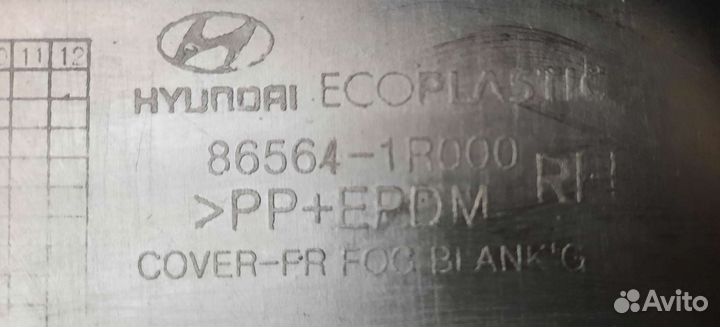 11 12
HYUNDAI ECOPLASTIC
86564-1R000
>PP+EPDM RH
COVER-FR FOG BLANK'G
Avito